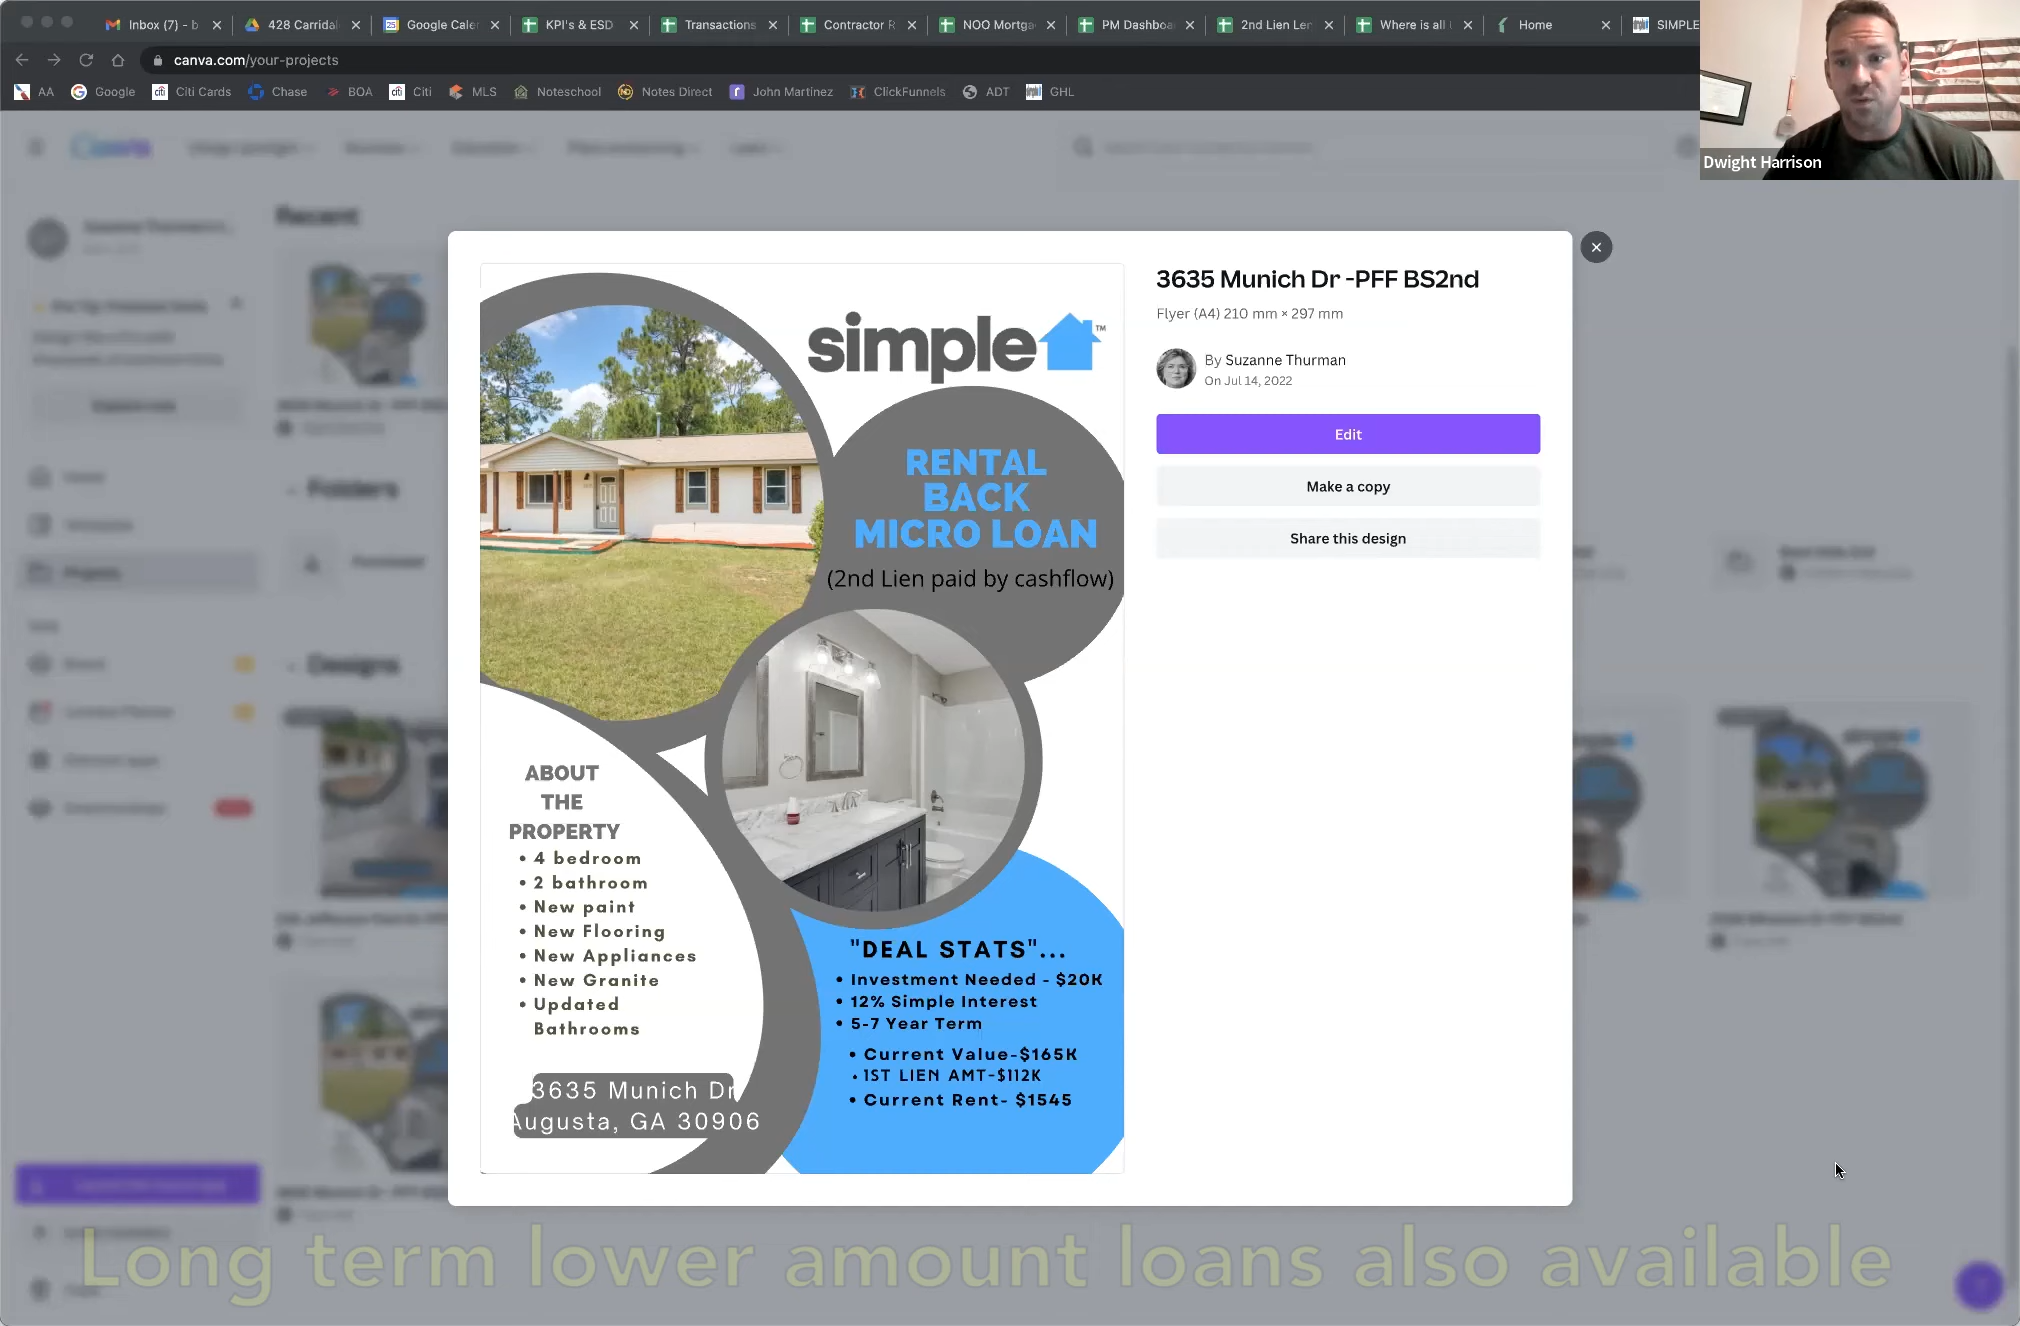 Inbox (7) - b
428 Carridal
Google Caler
KPI's & ESD
Transactions
Contractor R
NOO Mortga
PM Dashboa
2nd Lien Len
Where is all
Home
SIMPLE
canva.com/your-projects
AA
Google
Citi Cards
Chase
BOA
Citi
MLS
Noteschool
Notes Direct
John Martinez
ClickFunnels
ADT
GHL
Dwight Harrison
Recent
Folders
Designs
simple
TM
RENTAL
BACK
MICRO LOAN
(2nd Lien paid by cashflow)
ABOUT
THE
PROPERTY
• 4 bedroom
• 2 bathroom
• New paint
• New Flooring
• New Appliances
• New Granite
• Updated
Bathrooms
3635 Munich Dr
Augusta, GA 30906
"DEAL STATS"...
• Investment Needed - $20K
• 12% Simple Interest
• 5-7 Year Term
• Current Value-$165K
• 1ST LIEN AMT-$112K
• Current Rent- $1545
3635 Munich Dr -PFF BS2nd
Flyer (A4) 210 mm × 297 mm
By Suzanne Thurman
On Jul 14, 2022
Edit
Make a copy
Share this design
Long term lower amount loans also available